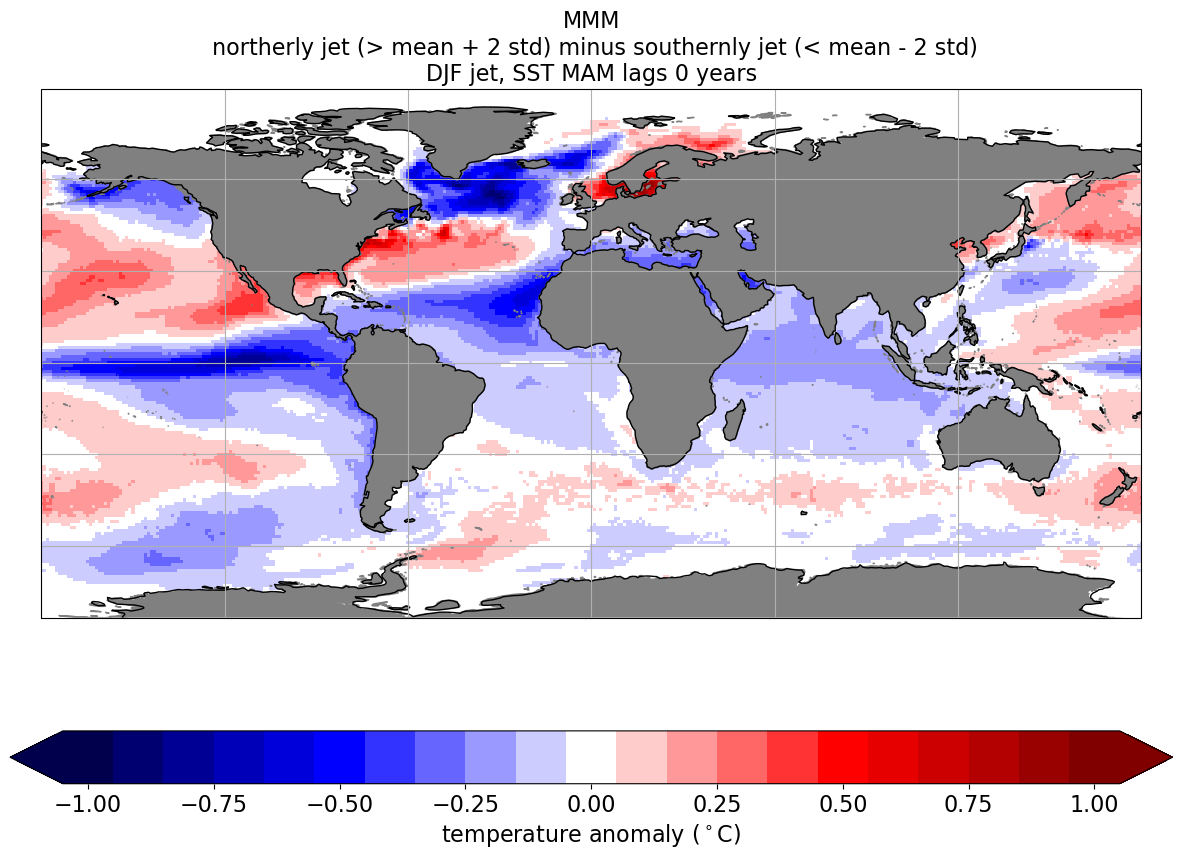 MMM
northerly jet (> mean + 2 std) minus southernly jet (< mean - 2 std)
DJF jet, SST MAM lags 0 years
−1.00 −0.75 −0.50 −0.25 0.00 0.25 0.50 0.75 1.00
temperature anomaly (°C)